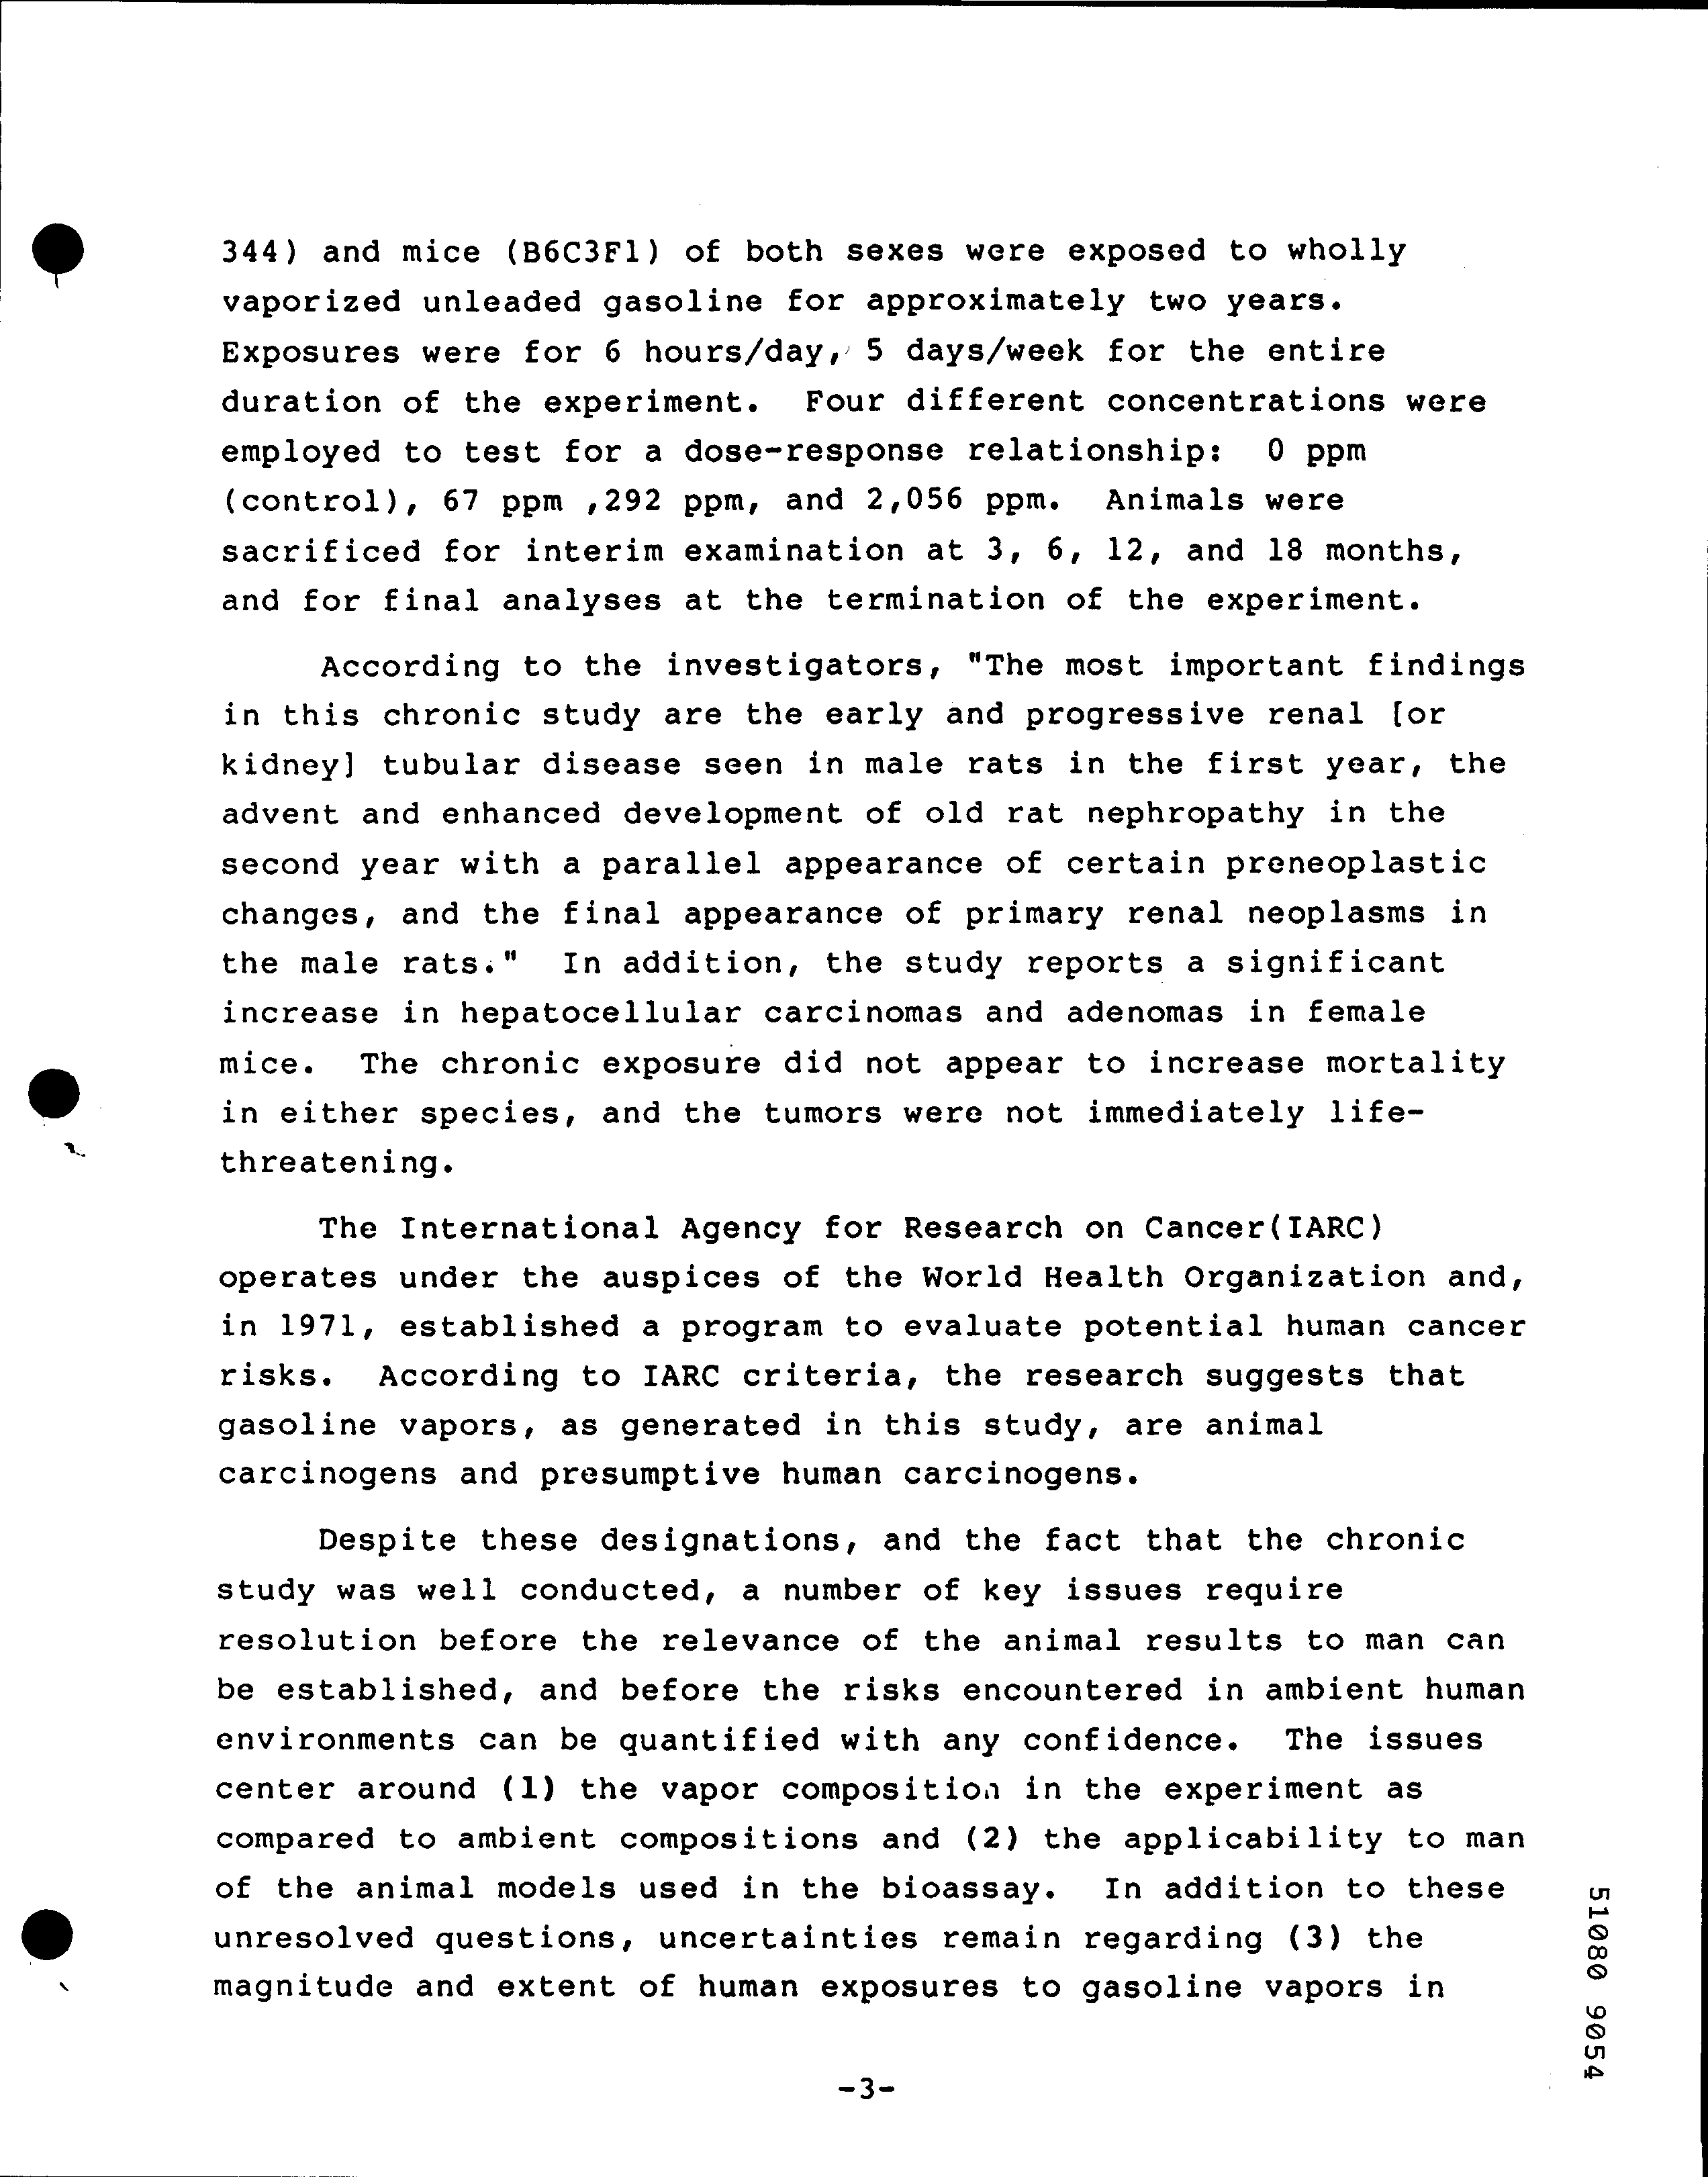 344) and mice (B6C3F1) of both sexes were exposed to wholly
vaporized unleaded gasoline for approximately two years.
Exposures were for 6 hours/day, 5 days/week for the entire
duration of the experiment. Four different concentrations were
employed to test for a dose-response relationship: 0 ppm
(control), 67 ppm ,292 ppm, and 2,056 ppm. Animals were
sacrificed for interim examination at 3, 6, 12, and 18 months,
and for final analyses at the termination of the experiment.
According to the investigators, "The most important findings
in this chronic study are the early and progressive renal [or
kidney] tubular disease seen in male rats in the first year, the
advent and enhanced development of old rat nephropathy in the
second year with a parallel appearance of certain preneoplastic
changes, and the final appearance of primary renal neoplasms in
the male rats." In addition, the study reports a significant
increase in hepatocellular carcinomas and adenomas in female
mice. The chronic exposure did not appear to increase mortality
in either species, and the tumors were not immediately life-
threatening.
The International Agency for Research on Cancer(IARC)
operates under the auspices of the World Health Organization and,
in 1971, established a program to evaluate potential human cancer
risks. According to IARC criteria, the research suggests that
gasoline vapors, as generated in this study, are animal
carcinogens and presumptive human carcinogens.
Despite these designations, and the fact that the chronic
study was well conducted, a number of key issues require
resolution before the relevance of the animal results to man can
be established, and before the risks encountered in ambient human
environments can be quantified with any confidence. The issues
center around (1) the vapor composition in the experiment as
compared to ambient compositions and (2) the applicability to man
of the animal models used in the bioassay. In addition to these
unresolved questions, uncertainties remain regarding (3) the
magnitude and extent of human exposures to gasoline vapors in
-3-
51080 9054